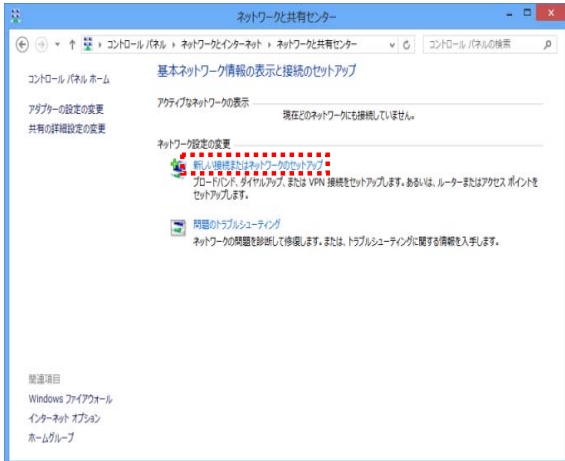 ネットワークと共有センター
コントロール パネル ネットワークとインターネット ネットワークと共有センター コントロール パネルの検索
コントロール パネル ホーム
アダプターの設定の変更
共有の詳細設定の変更
基本ネットワーク情報の表示と接続のセットアップ
アクティブなネットワークの表示
現在どのネットワークにも接続していません。
ネットワーク設定の変更
新しい接続またはネットワークのセットアップ
ブロードバンド、ダイヤルアップ、または VPN 接続をセットアップします。あるいは、ルーターまたはアクセス ポイントを
セットアップします。
問題のトラブルシューティング
ネットワークの問題を診断して修復します。または、トラブルシューティングに関する情報を入手します。
関連項目
Windows ファイアウォール
インターネット オプション
ホームグループ